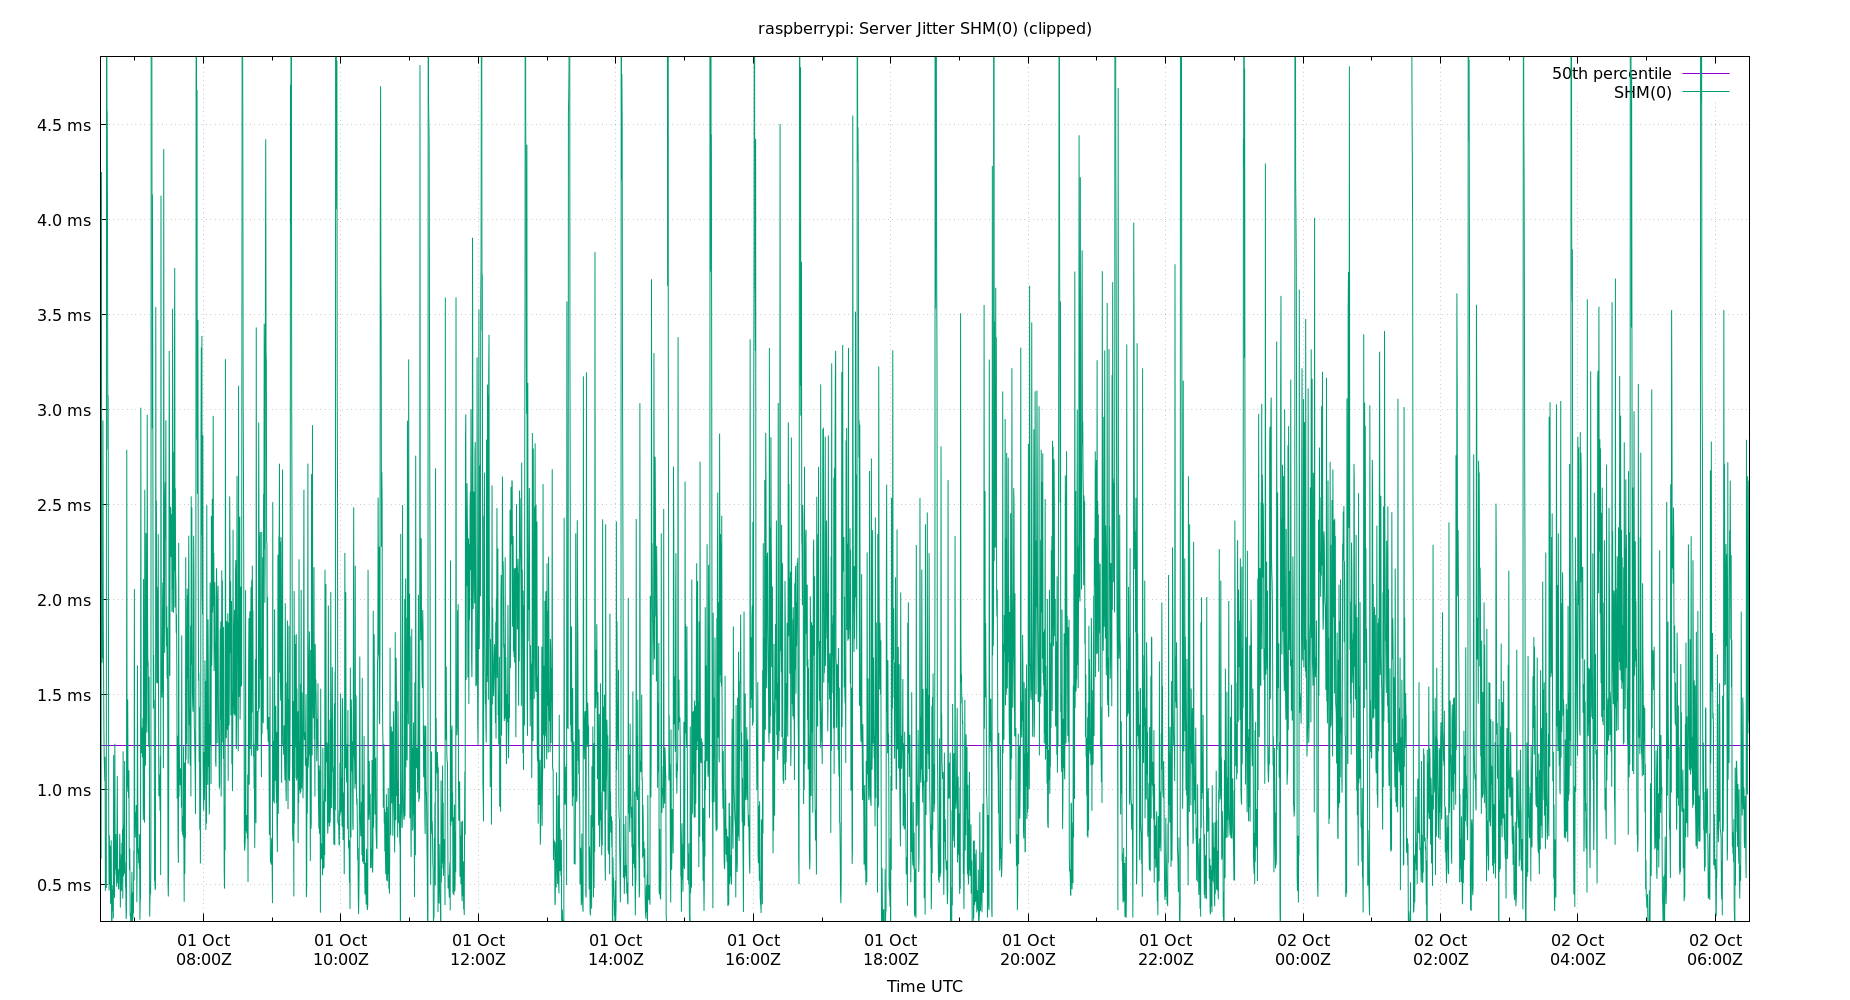 raspberrypi: Server Jitter SHM(0) (clipped)
50th percentile
SHM(0)
4.5 ms
4.0 ms
3.5 ms
3.0 ms
2.5 ms
2.0 ms
1.5 ms
1.0 ms
0.5 ms
01 Oct 01 Oct 01 Oct 01 Oct 01 Oct 01 Oct 01 Oct 01 Oct 02 Oct 02 Oct 02 Oct 02 Oct
08:00Z 10:00Z 12:00Z 14:00Z 16:00Z 18:00Z 20:00Z 22:00Z 00:00Z 02:00Z 04:00Z 06:00Z
Time UTC